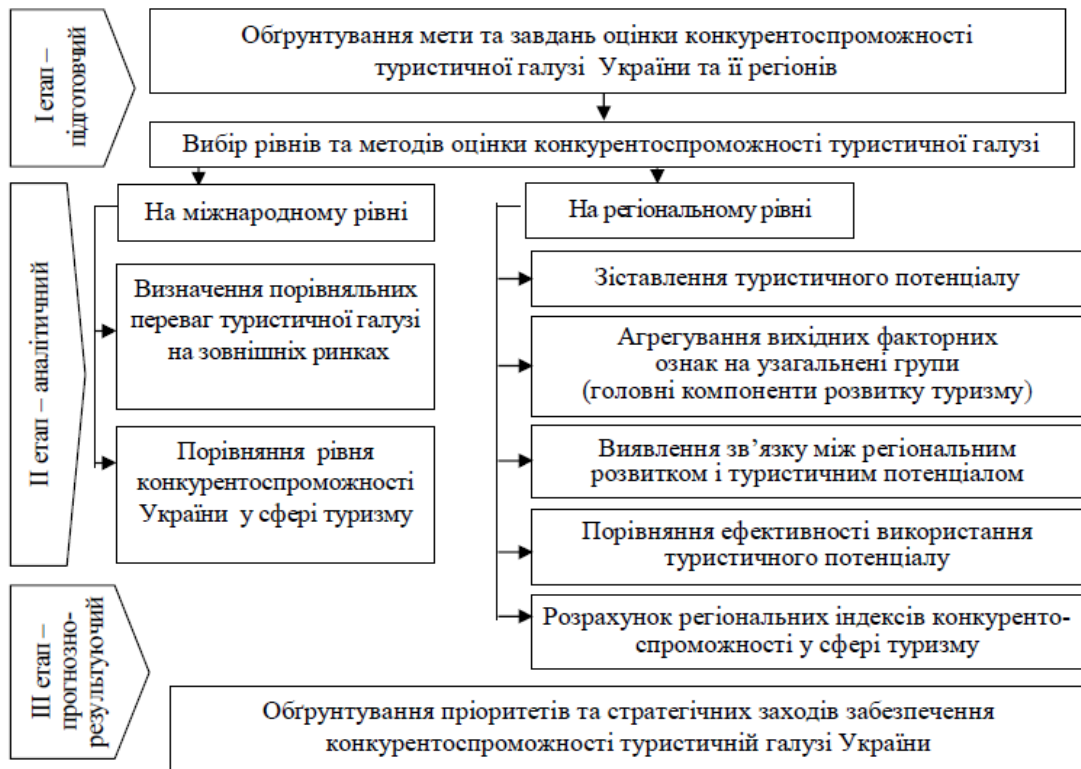 І етап –
підготовчий
Обґрунтування мети та завдань оцінки конкурентоспроможності
туристичної галузі України та її регіонів
Вибір рівнів та методів оцінки конкурентоспроможності туристичної галузі
ІІ етап – аналітичний
На міжнародному рівні
Визначення порівняльних
переваг туристичної галузі
на зовнішніх ринках
Порівняння рівня
конкурентоспроможності
України у сфері туризму
На регіональному рівні
Зіставлення туристичного потенціалу
Агрегування вихідних факторних
ознак на узагальнені групи
(головні компоненти розвитку туризму)
Виявлення зв’язку між регіональним
розвитком і туристичним потенціалом
Порівняння ефективності використання
туристичного потенціалу
Розрахунок регіональних індексів конкуренто-
спроможності у сфері туризму
ІІІ етап –
прогнозно-
результуючий
Обґрунтування пріоритетів та стратегічних заходів забезпечення
конкурентоспроможності туристичній галузі України